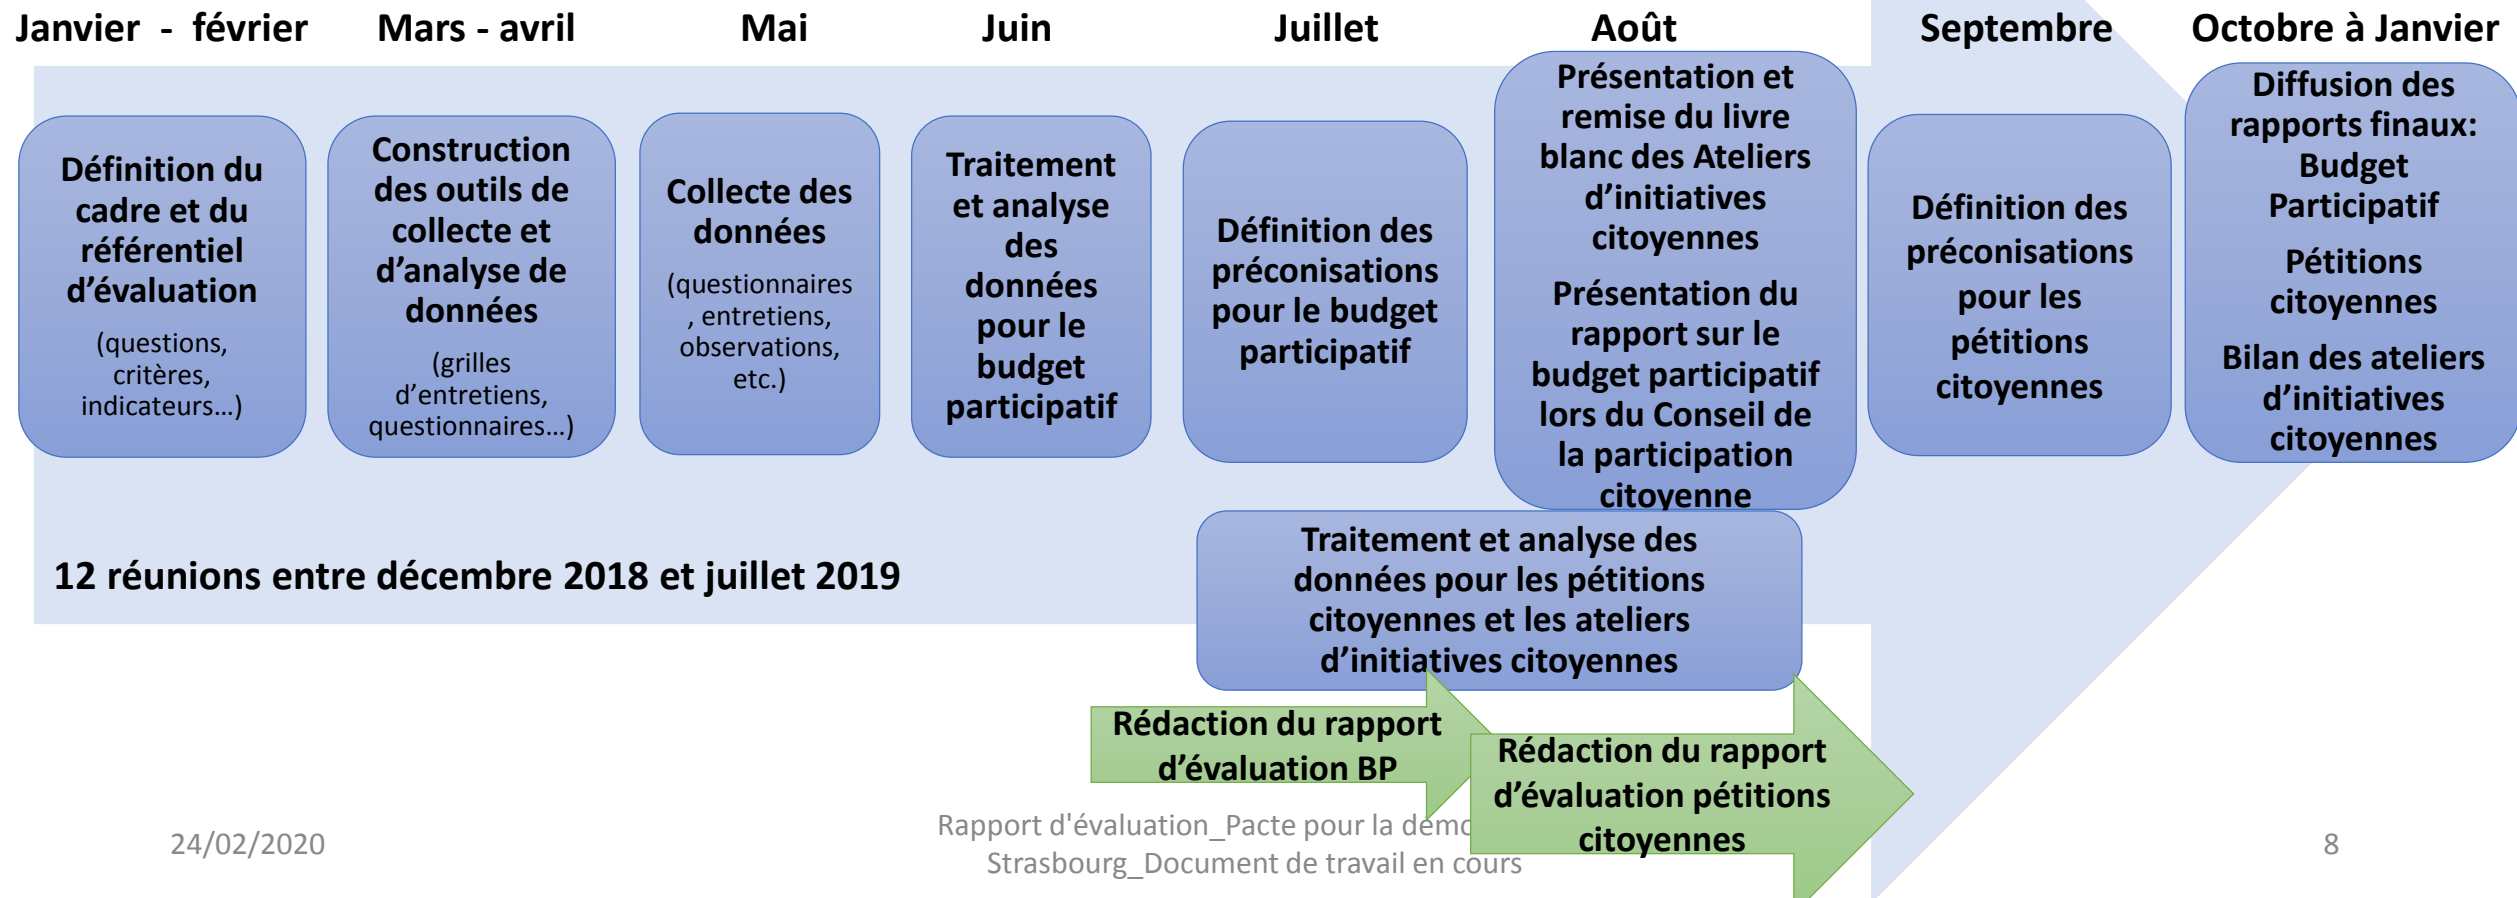 Janvier - février
Mars - avril
Mai
Juin
Juillet
Août
Septembre
Octobre à Janvier
Définition du
cadre et du
référentiel
d'évaluation
(questions,
critères,
indicateurs…)
Construction
des outils de
collecte et
d'analyse de
données
(grilles
d'entretiens,
questionnaires…)
Collecte des
données
(questionnaires
, entretiens,
observations,
etc.)
Traitement
et analyse
des
données
pour le
budget
participatif
Définition des
préconisations
pour le budget
participatif
Présentation et
remise du livre
blanc des Ateliers
d'initiatives
citoyennes
Présentation du
rapport sur le
budget participatif
lors du Conseil de
la participation
citoyenne
Définition des
préconisations
pour les
pétitions
citoyennes
Diffusion des
rapports finaux:
Budget
Participatif
Pétitions
citoyennes
Bilan des ateliers
d'initiatives
citoyennes
12 réunions entre décembre 2018 et juillet 2019
Traitement et analyse des
données pour les pétitions
citoyennes et les ateliers
d'initiatives citoyennes
Rédaction du rapport
d'évaluation BP
Rédaction du rapport
d'évaluation pétitions
citoyennes
24/02/2020
Rapport d'évaluation_Pacte pour la
Strasbourg_Document de travail en cours
8